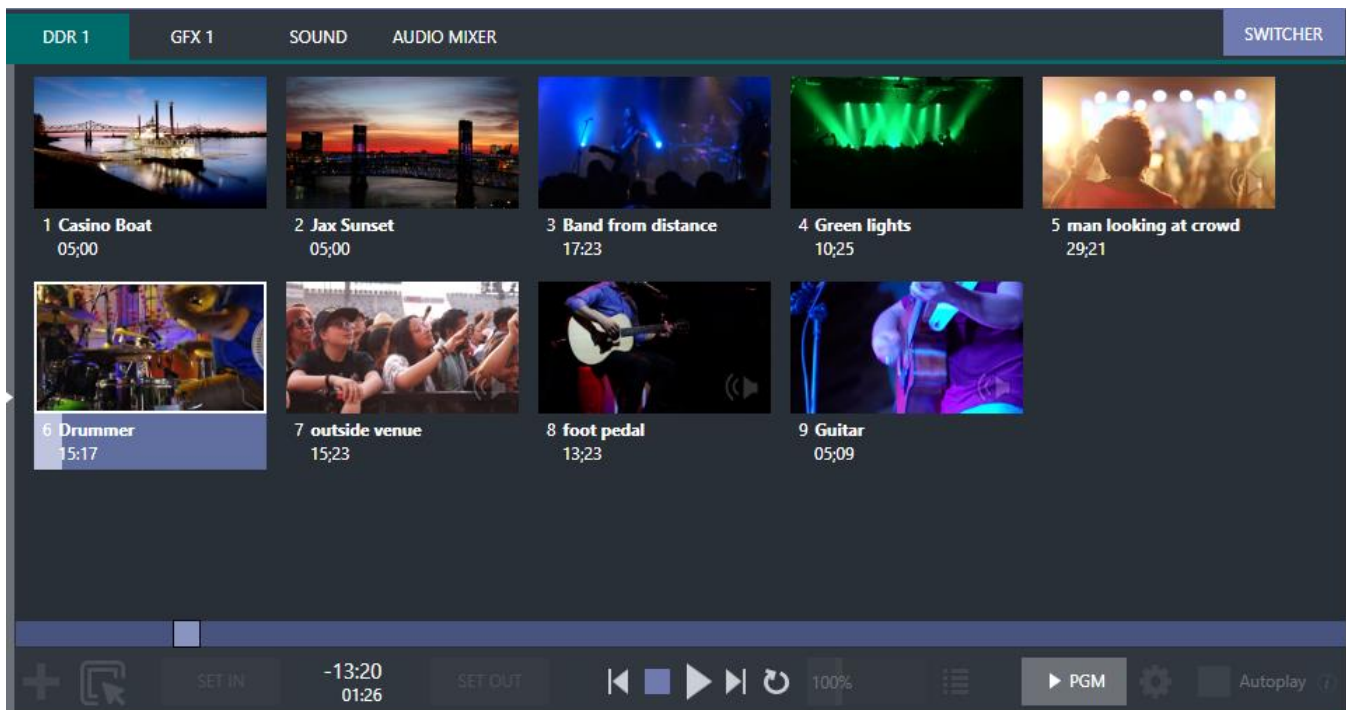 DDR 1 GFX 1 SOUND AUDIO MIXER SWITCHER
1 Casino Boat 2 Jax Sunset 3 Band from distance 4 Green lights 5 man looking at crowd
05;00 05;00 17:23 10;25 29;21
6 Drummer 7 outside venue 8 foot pedal 9 Guitar
15:17 15;23 13;23 05;09
SET IN -13:20 SET OUT 100% PGM Autoplay i
01:26